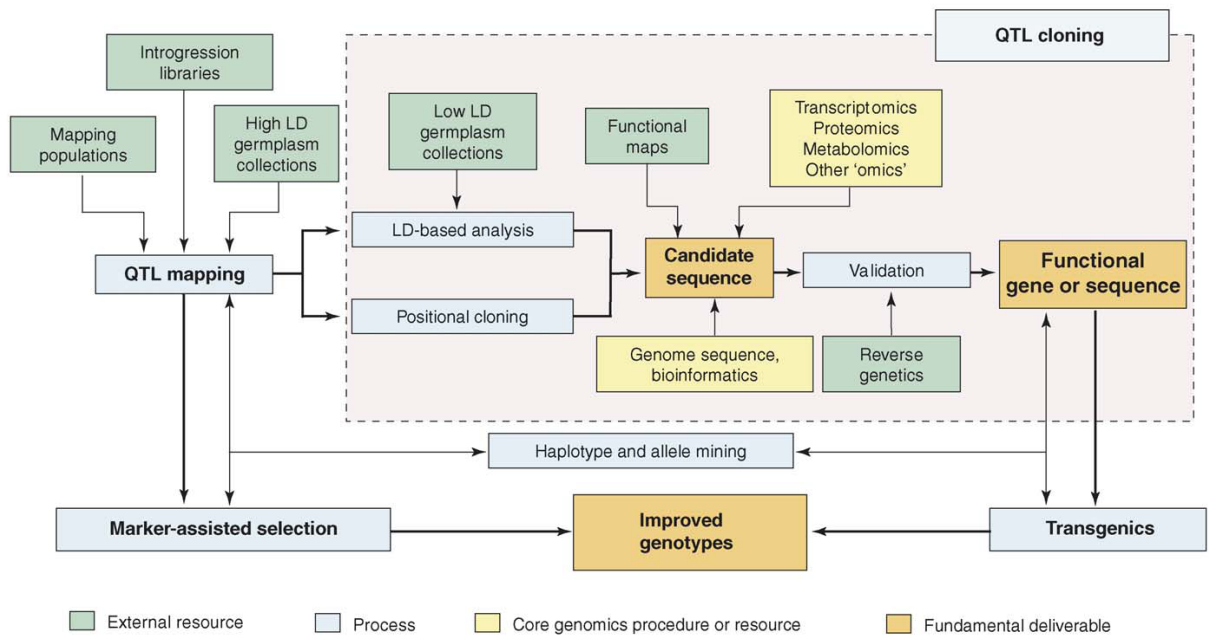 QTL cloning
Introgression
libraries
Mapping
populations
High LD
germplasm
collections
Low LD
germplasm
collections
Functional
maps
Transcriptomics
Proteomics
Metabolomics
Other ‘omics’
QTL mapping
LD-based analysis
Positional cloning
Candidate
sequence
Validation
Functional
gene or sequence
Genome sequence,
bioinformatics
Reverse
genetics
Haplotype and allele mining
Marker-assisted selection
Improved
genotypes
Transgenics
External resource
Process
Core genomics procedure or resource
Fundamental deliverable